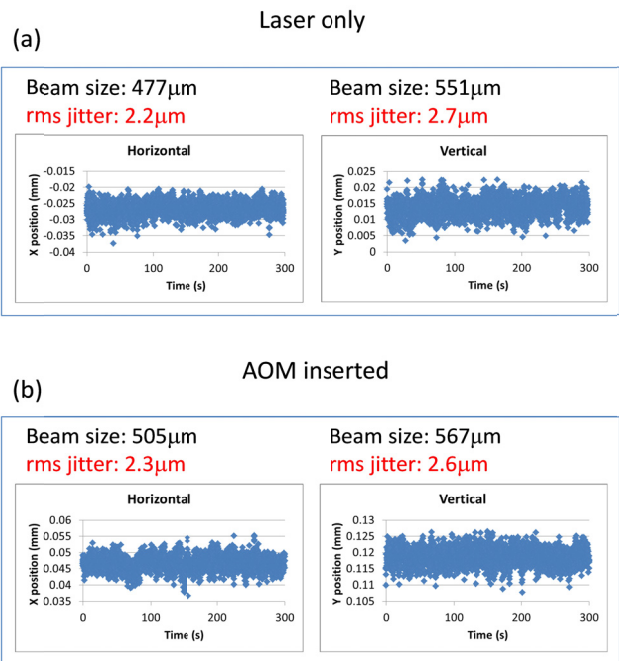 Laser only
(a)
Beam size: 477μm
rms jitter: 2.2μm
Horizontal
X position (mm)
-0.015
-0.02
-0.025
-0.03
-0.035
-0.04
0 100 200 300
Time (s)
Beam size: 551μm
rms jitter: 2.7μm
Vertical
Y position (mm)
0.025
0.02
0.015
0.01
0.005
0
0 100 200 300
Time (s)
AOM inserted
(b)
Beam size: 505μm
rms jitter: 2.3μm
Horizontal
X position (mm)
0.06
0.055
0.05
0.045
0.04
0.035
0 100 200 300
Time (s)
Beam size: 567μm
rms jitter: 2.6μm
Vertical
Y position (mm)
0.13
0.125
0.12
0.115
0.11
0.105
0 100 200 300
Time (s)